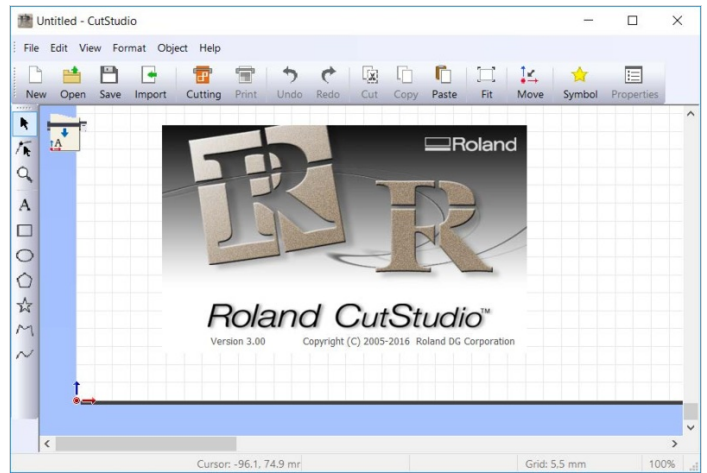 Untitled - CutStudio
File Edit View Format Object Help
New Open Save Import Cutting Print Undo Redo Cut Copy Paste Fit Move Symbol Properties
A
A
Roland
R R
Roland CutStudio™
Version 3.00 Copyright (C) 2005-2016 Roland DG Corporation
Cursor: -96.1, 74.9 mr Grid: 5.5 mm 100%